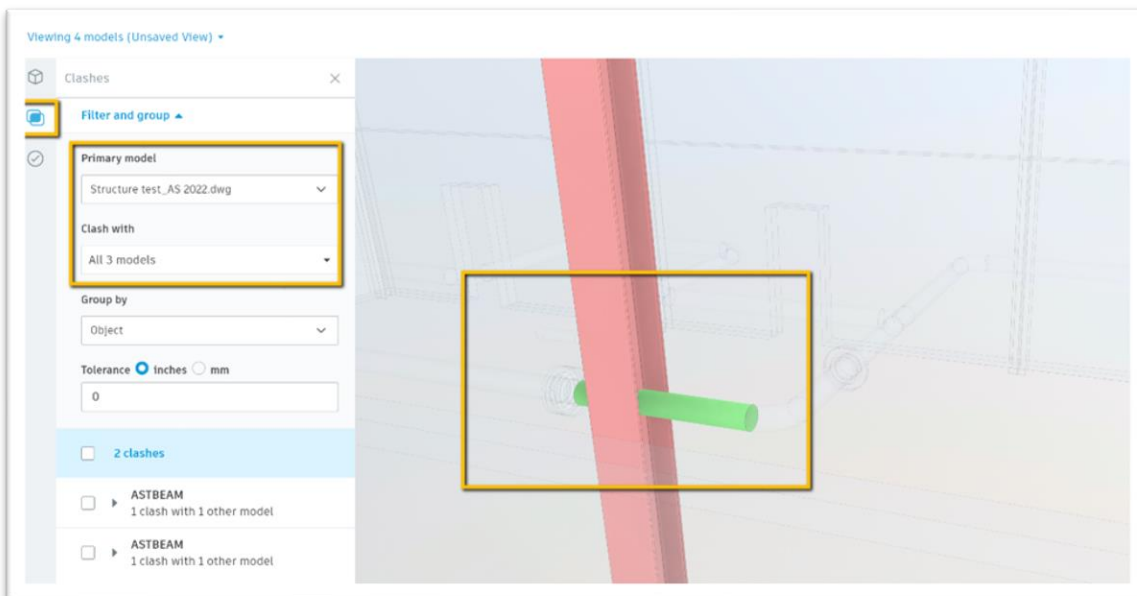 Viewing 4 models (Unsaved View)
Clashes
Filter and group
Primary model
Structure test_AS 2022.dwg
Clash with
All 3 models
Group by
Object
Tolerance inches mm
0
2 clashes
ASTBEAM
1 clash with 1 other model
ASTBEAM
1 clash with 1 other model